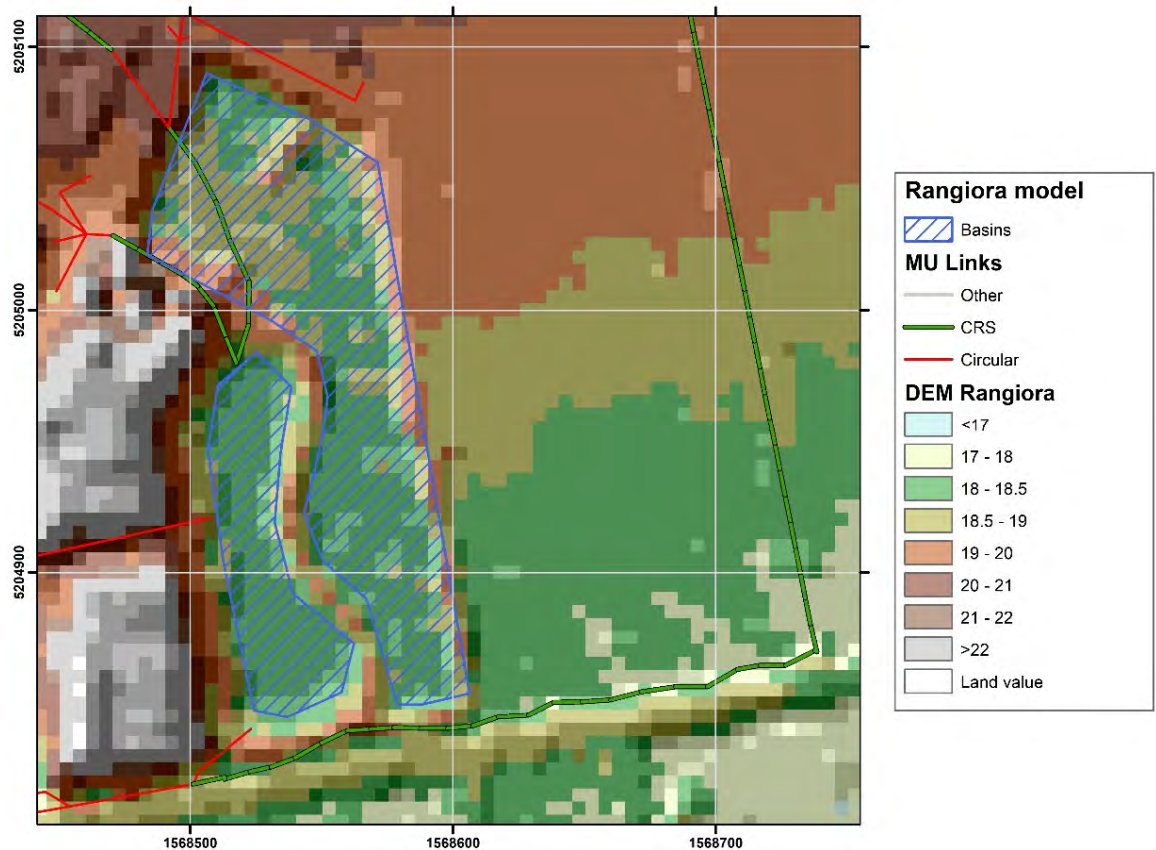 5205100
5205000
5204900
1568500
1568600
1568700
Rangiora model
Basins
MU Links
Other
CRS
Circular
DEM Rangiora
<17
17 - 18
18 - 18.5
18.5 - 19
19 - 20
20 - 21
21 - 22
>22
Land value